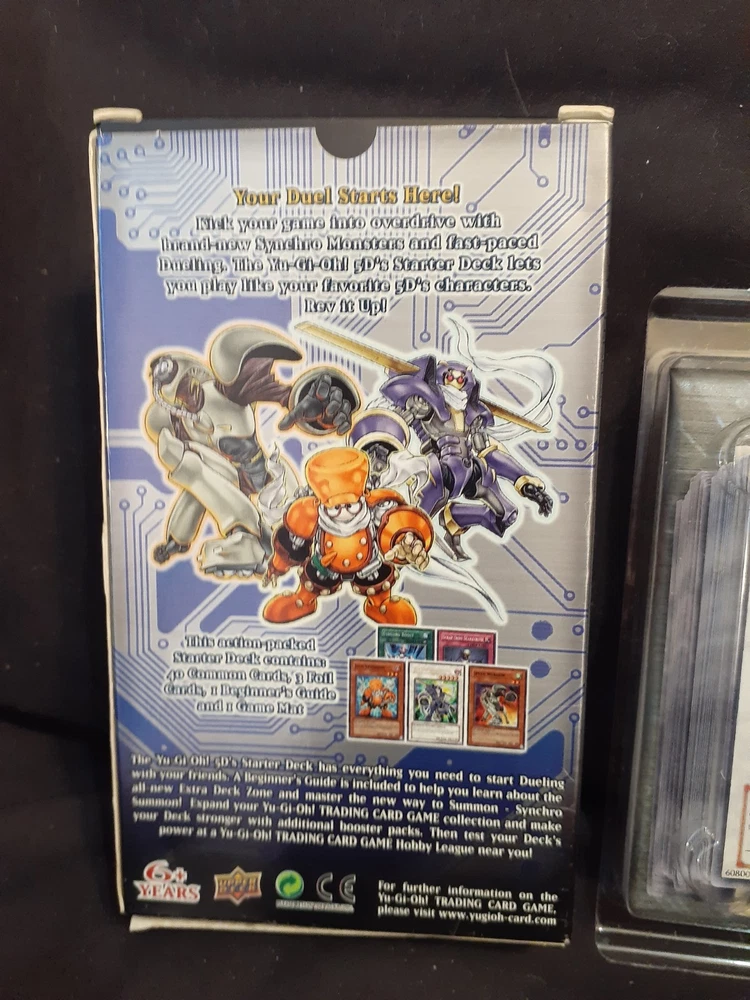 Your Duel Starts Here!
Kick your game into overdrive with
brand-new Synchro Monsters and fast-paced
Dueling. The Yu-Gi-Oh! 5D's Starter Deck lets
you play like your favorite 5D's characters.
Rev it Up!
This action-packed
Starter Deck contains:
40 Common Cards, 3 Foil
Cards, 1 Beginner's Guide
and 1 Game Mat
The Yu-Gi-Oh! 5D's Starter Deck has everything you need to start Dueling
with your friends. A Beginner's Guide is included to help you learn about the
all new Extra Deck Zone and master the new way to Summon - Synchro
Summon! Expand your Yu-Gi-Oh! TRADING CARD GAME collection and make
your Deck stronger with additional booster packs. Then test your Deck's
power at a Yu-Gi-Oh! TRADING CARD GAME Hobby League near you!
6+
YEARS
UPPER DECK
CE
For further information on the
Yu-Gi-Oh! TRADING CARD GAME,
please visit www.yugioh-card.com
6080